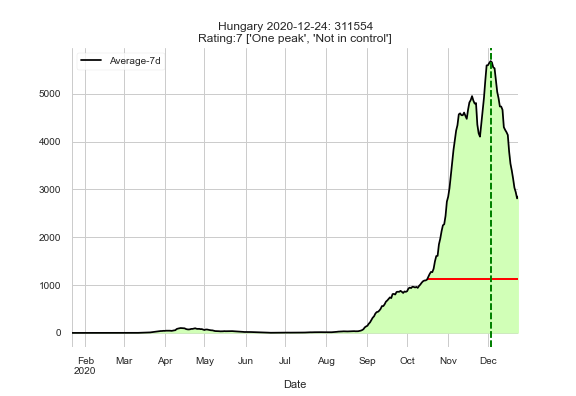 Hungary 2020-12-24: 311554
Rating:7 ['One peak', 'Not in control']
Average-7d
5000
4000
3000
2000
1000
0
Feb Mar Apr May Jun Jul Aug Sep Oct Nov Dec
2020
Date